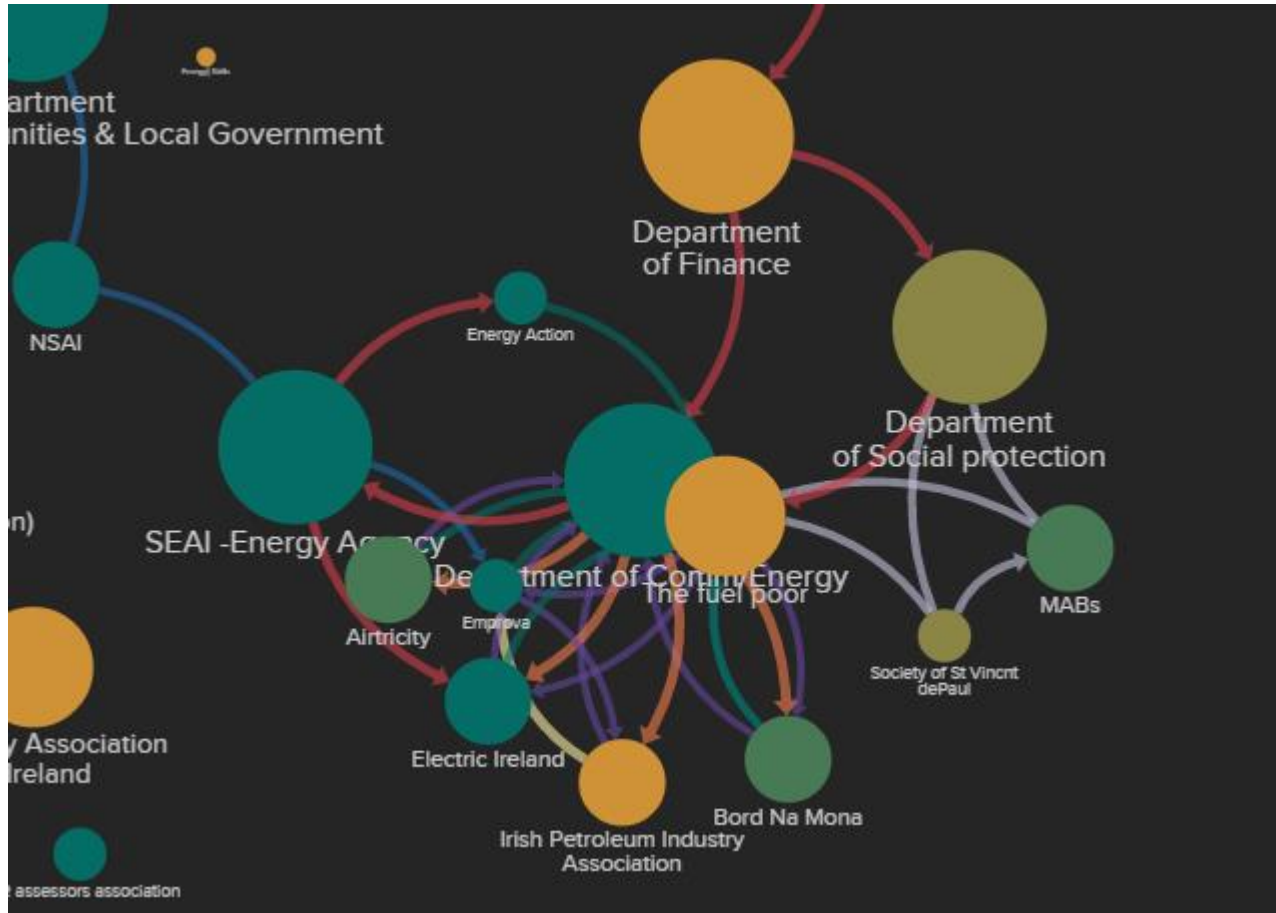 artment
unities & Local Government
Department
of Finance
NSAI
Energy Action
Department
of Social protection
on)
SEAI -Energy Agency
Department of Comm/Energy
The fuel poor
Airtricity
Emprova
MABs
Society of St Vincnt
dePaul
y Association
Ireland
Electric Ireland
Bord Na Mona
Irish Petroleum Industry
Association
assessors association